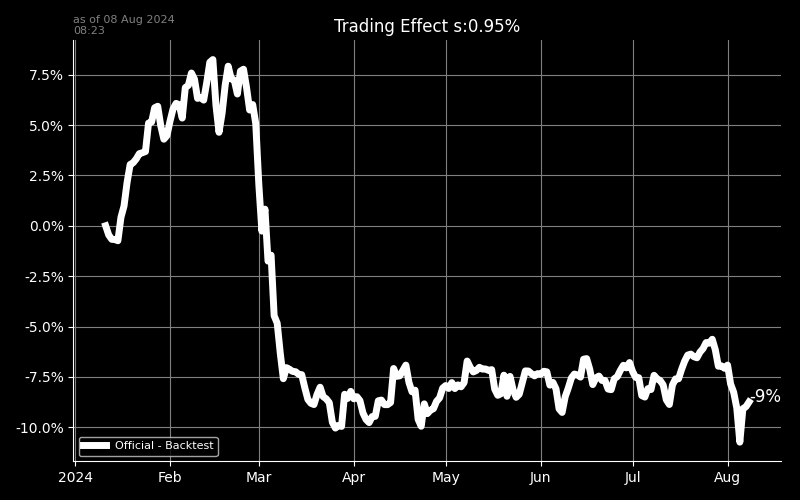 as of 08 Aug 2024
08:23
Trading Effect s:0.95%
7.5%
5.0%
2.5%
0.0%
-2.5%
-5.0%
-7.5%
-10.0%
-9%
Official - Backtest
2024 Feb Mar Apr May Jun Jul Aug